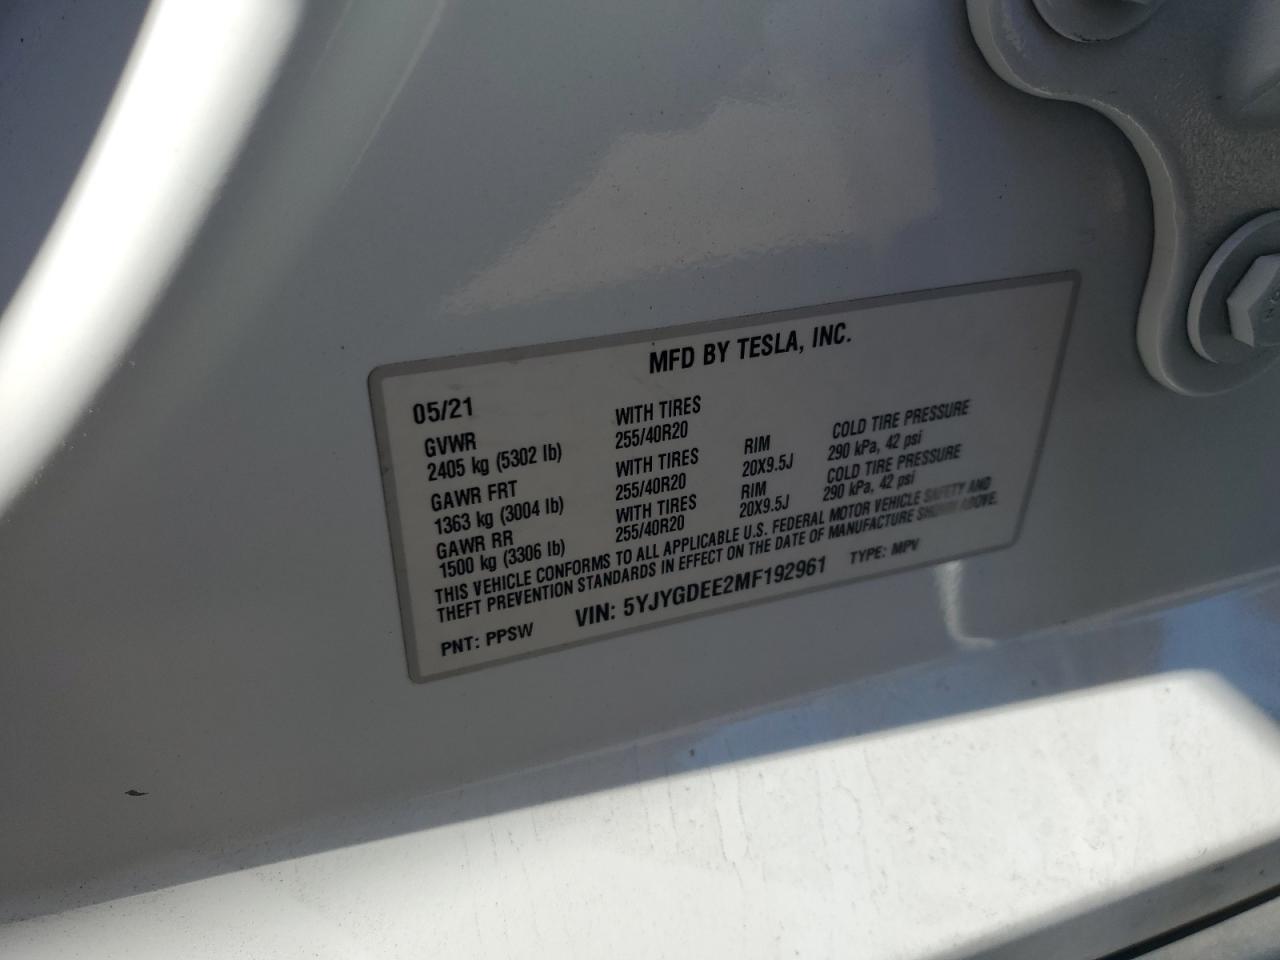 MFD BY TESLA, INC.
05/21
GVWR WITH TIRES
2405 kg (5302 lb) 255/40R20 RIM COLD TIRE PRESSURE
GAWR FRT WITH TIRES 20X9.5J 290 kPa, 42 psi
1363 kg (3004 lb) 255/40R20 RIM COLD TIRE PRESSURE
GAWR RR WITH TIRES 20X9.5J 290 kPa, 42 psi
1500 kg (3306 lb) 255/40R20
THIS VEHICLE CONFORMS TO ALL APPLICABLE U.S. FEDERAL MOTOR VEHICLE SAFETY AND
THEFT PREVENTION STANDARDS IN EFFECT ON THE DATE OF MANUFACTURE SHOWN ABOVE.
PNT: PPSW VIN: 5YJYGDEE2MF192961 TYPE: MPV